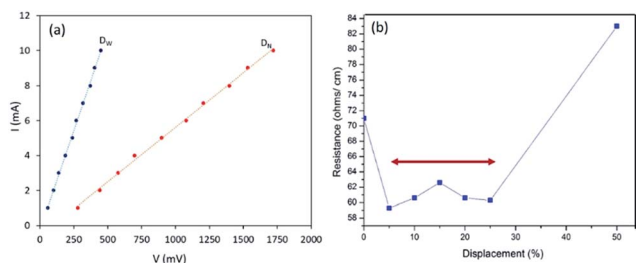 (a)
D_W
D_N
12
10
8
6
4
2
0
I (mA)
0 250 500 750 1000 1250 1500 1750 2000
V (mV)
(b)
84
82
80
78
76
74
72
70
68
66
64
62
60
58
Resistance (ohms/ cm)
0 10 20 30 40 50
Displacement (%)